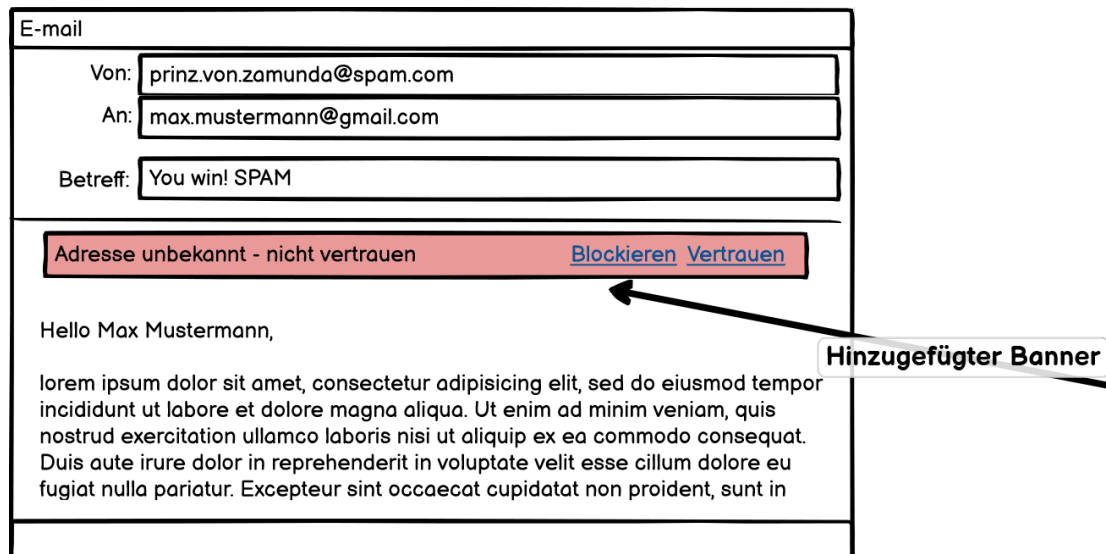 E-mail
Von: prinz.von.zamunda@spam.com
An: max.mustermann@gmail.com
Betreff: You win! SPAM
Adresse unbekannt - nicht vertrauen Blockieren Vertrauen
Hello Max Mustermann,
Hinzugefügter Banner
lorem ipsum dolor sit amet, consectetur adipisicing elit, sed do eiusmod tempor
incididunt ut labore et dolore magna aliqua. Ut enim ad minim veniam, quis
nostrud exercitation ullamco laboris nisi ut aliquip ex ea commodo consequat.
Duis aute irure dolor in reprehenderit in voluptate velit esse cillum dolore eu
fugiat nulla pariatur. Excepteur sint occaecat cupidatat non proident, sunt in